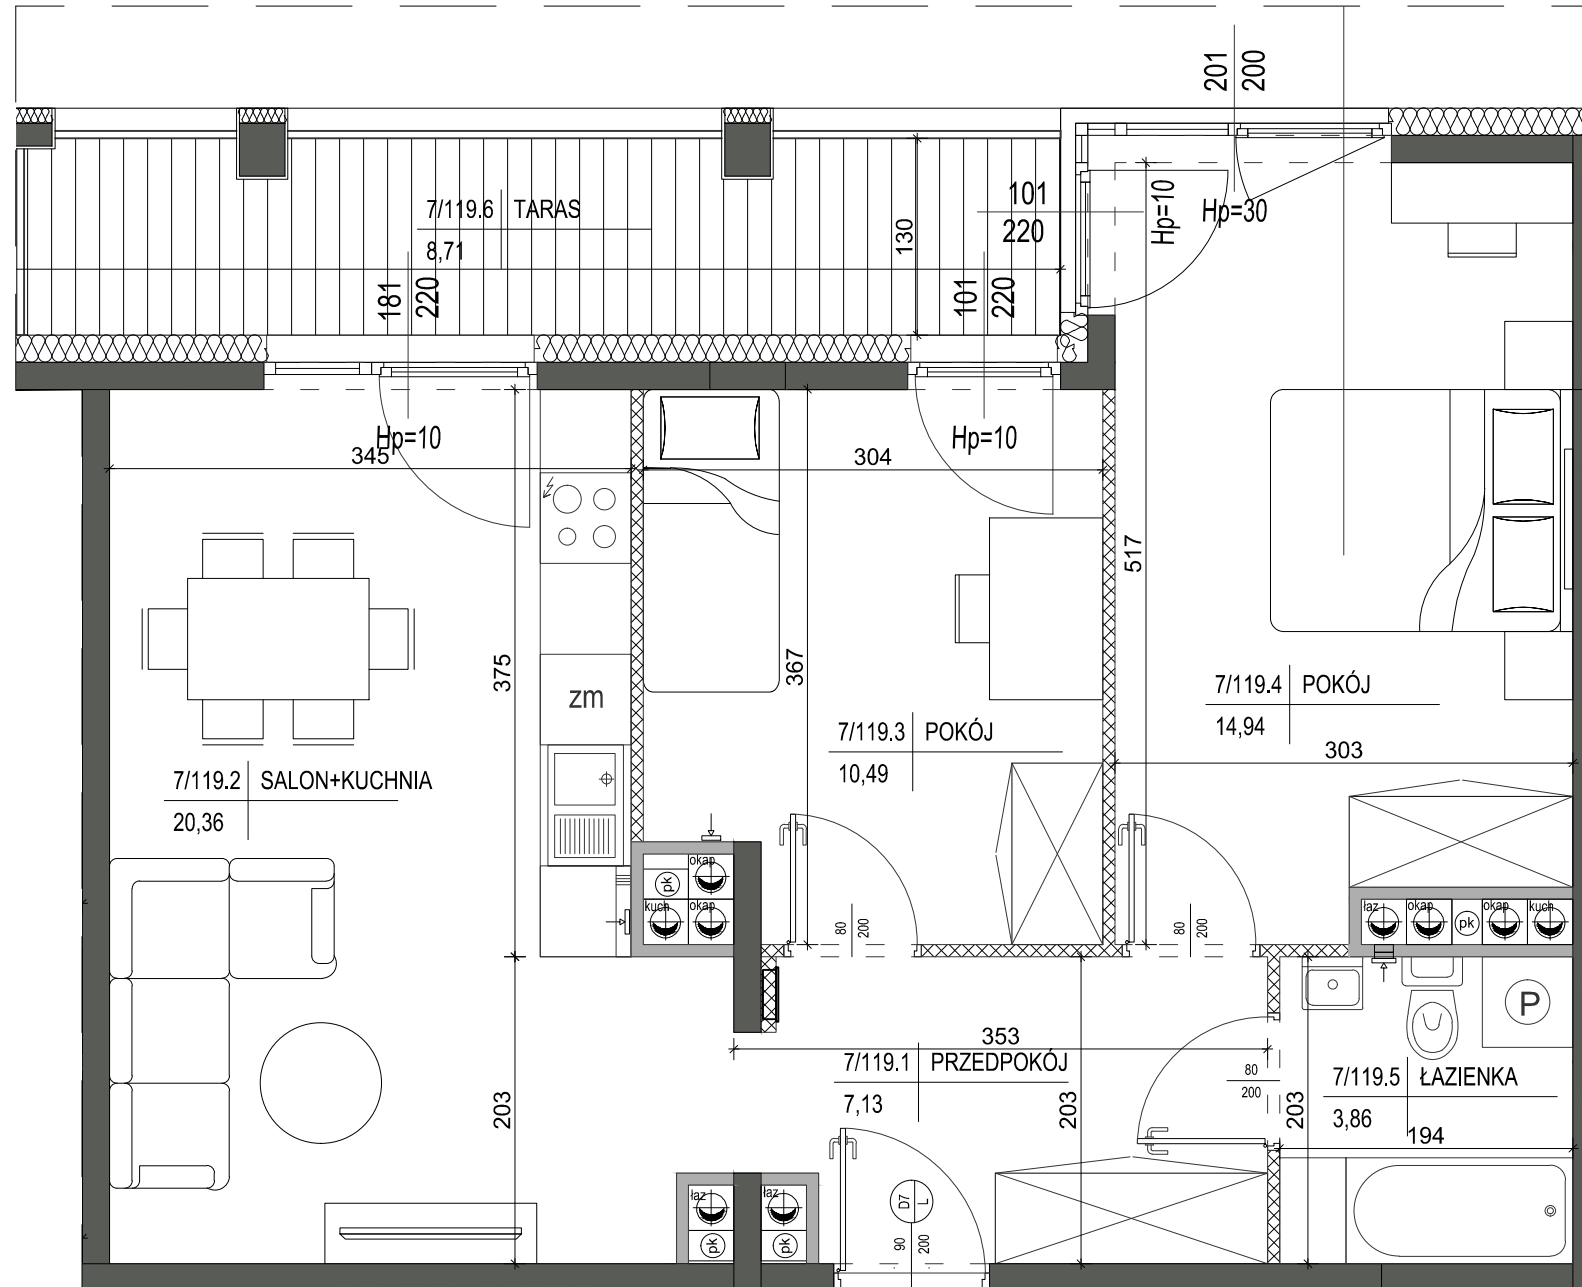 201
200
7/119.6 TARAS
8,71
101
220
130
Hp=10
Hp=30
181
220
101
220
Hp=10
Hp=10
345
304
517
375
367
zm
7/119.4 POKÓJ
14,94
303
7/119.3 POKÓJ
10,49
7/119.2 SALON+KUCHNIA
20,36
okap
pk
kuch
okap
80
200
80
200
łaz
okap
pk
okap
kuch
P
353
7/119.1 PRZEDPOKÓJ
7,13
80
200
7/119.5 ŁAZIENKA
3,86
194
203
203
203
łaz
pk
łaz
pk
D7
L
90
200